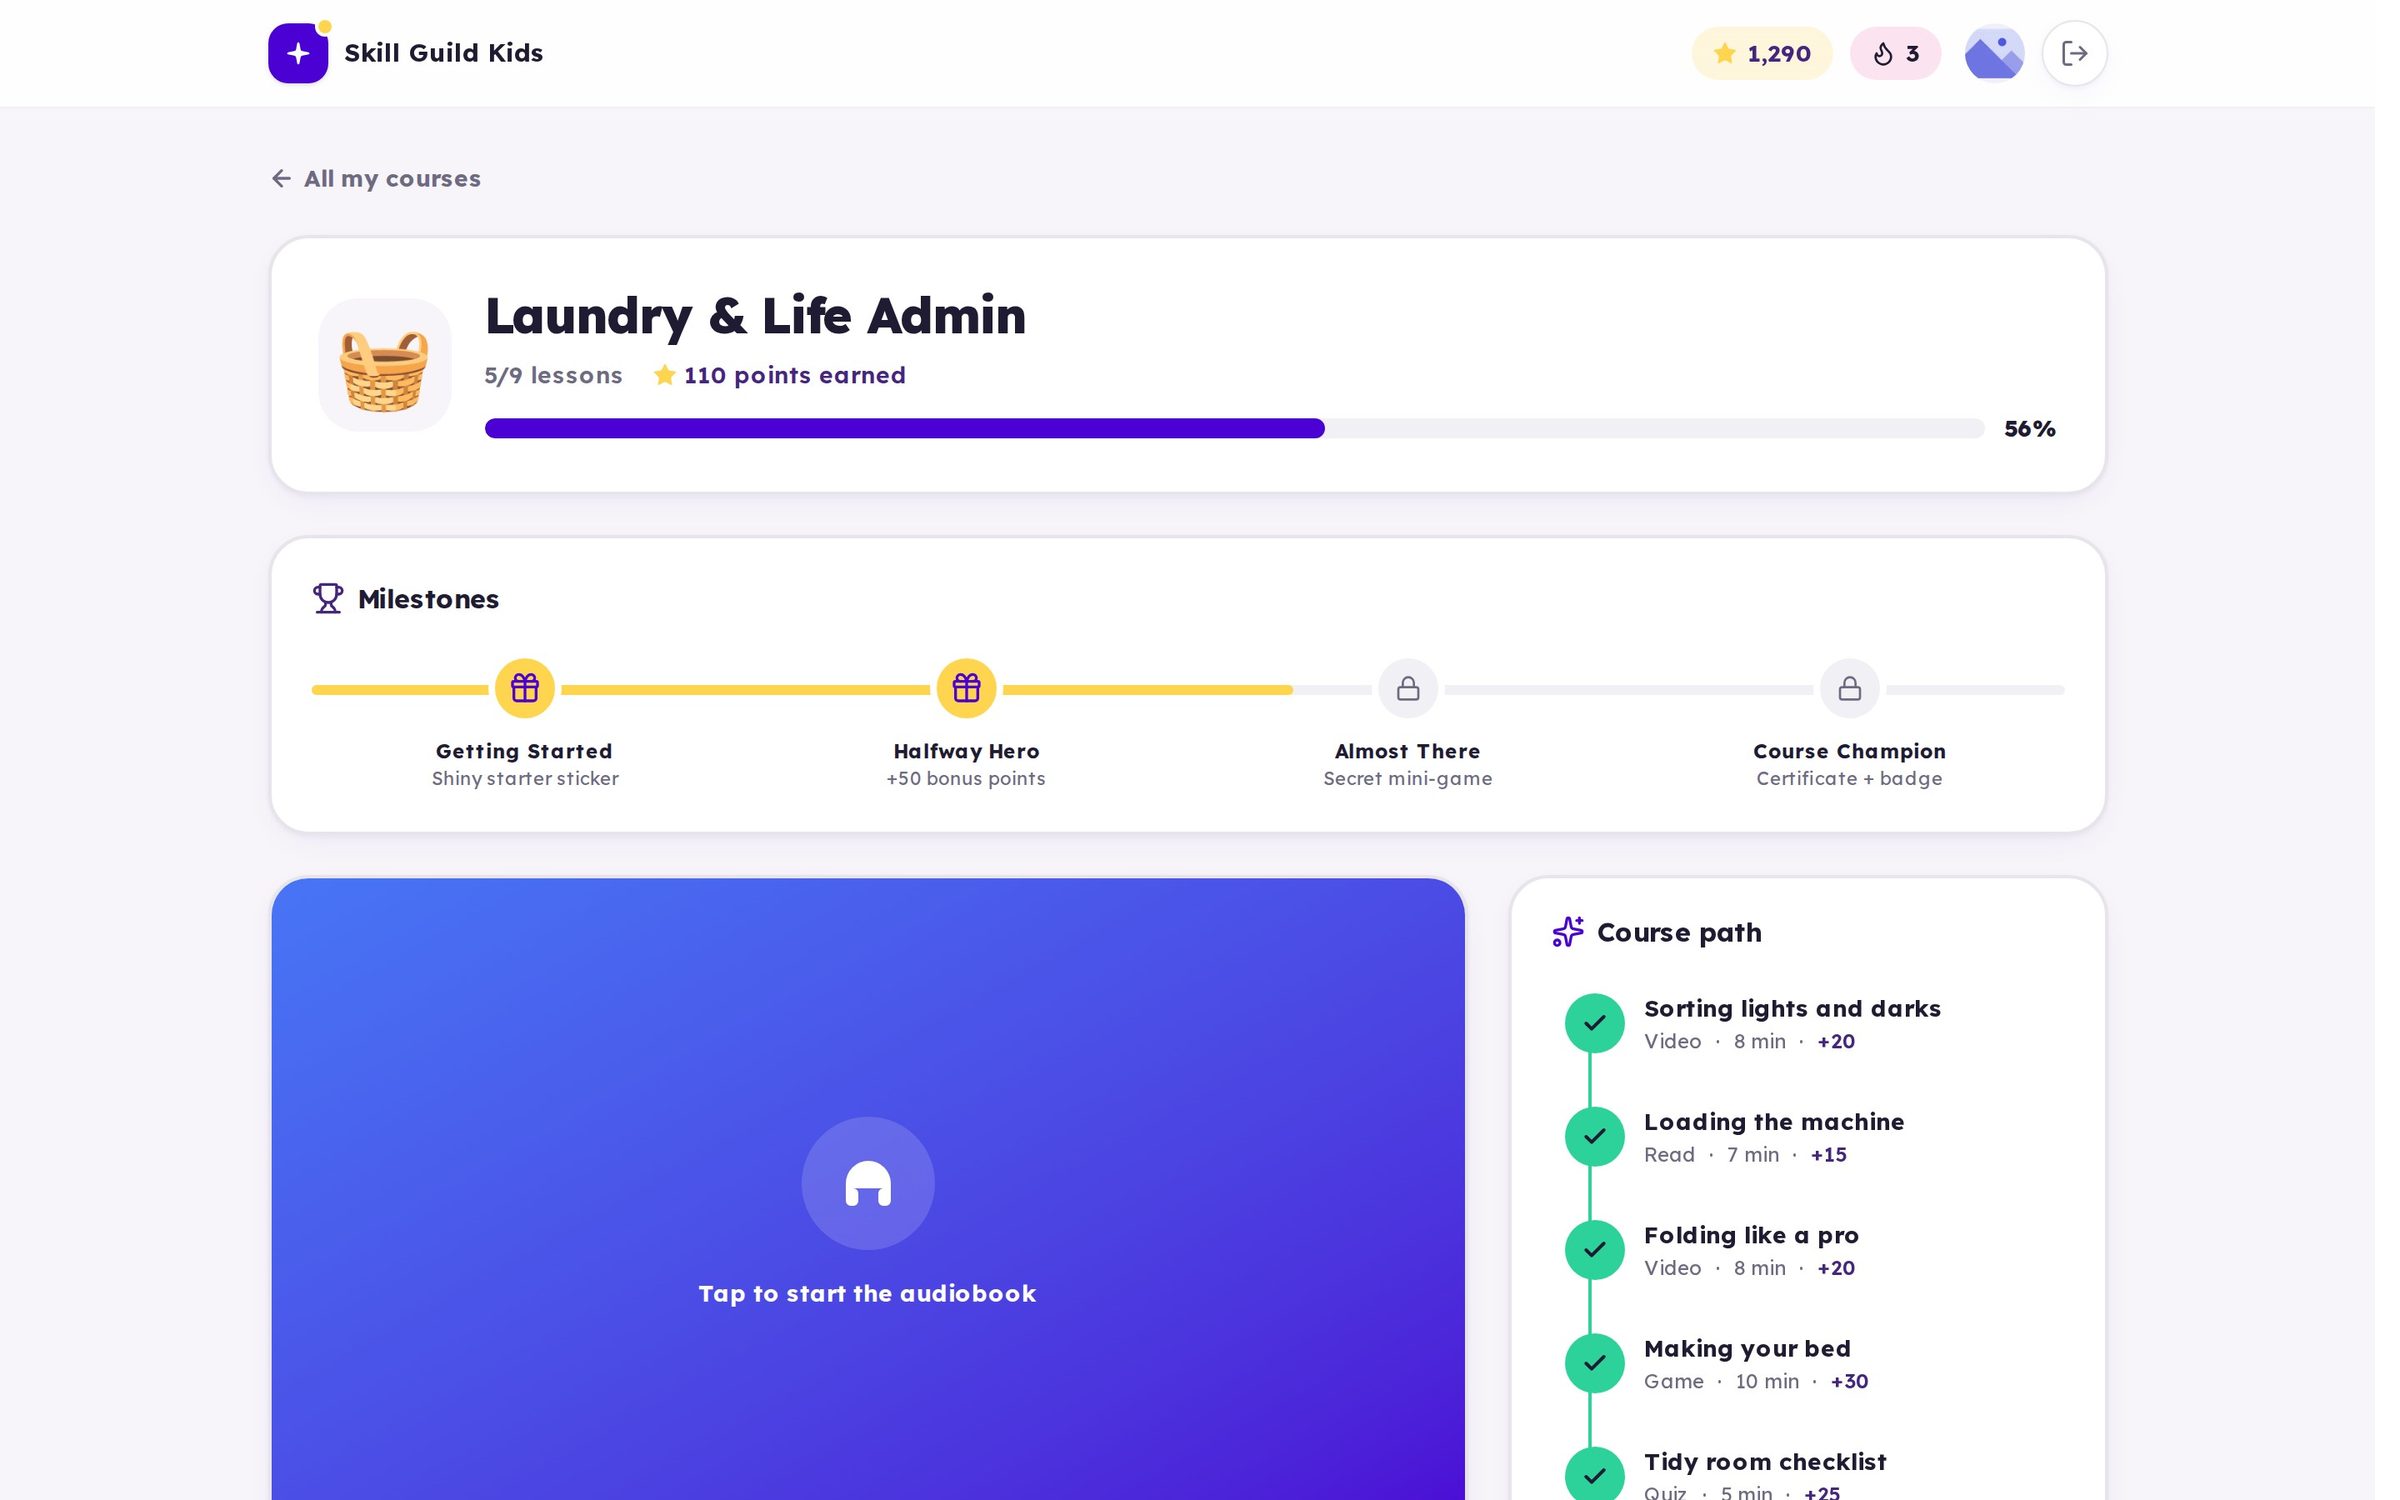 Skill Guild Kids
1,290
3
All my courses
Laundry & Life Admin
5/9 lessons
110 points earned
56%
Milestones
Getting Started
Shiny starter sticker
Halfway Hero
+50 bonus points
Almost There
Secret mini-game
Course Champion
Certificate + badge
Tap to start the audiobook
Course path
Sorting lights and darks
Video · 8 min · +20
Loading the machine
Read · 7 min · +15
Folding like a pro
Video · 8 min · +20
Making your bed
Game · 10 min · +30
Tidy room checklist
Quiz · 5 min · +25